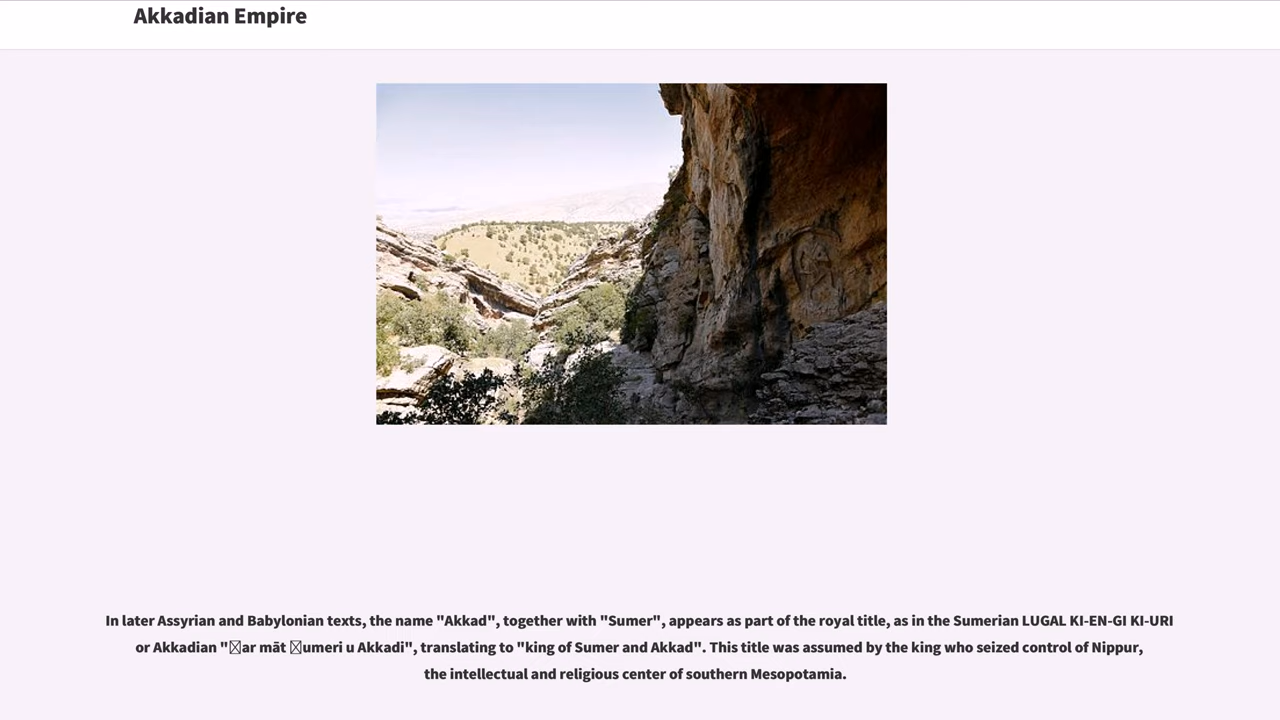 Akkadian Empire
In later Assyrian and Babylonian texts, the name "Akkad", together with "Sumer", appears as part of the royal title, as in the Sumerian LUGAL KI-EN-GI KI-URI
or Akkadian "☒ar māt ☒umeri u Akkadi", translating to "king of Sumer and Akkad". This title was assumed by the king who seized control of Nippur,
the intellectual and religious center of southern Mesopotamia.